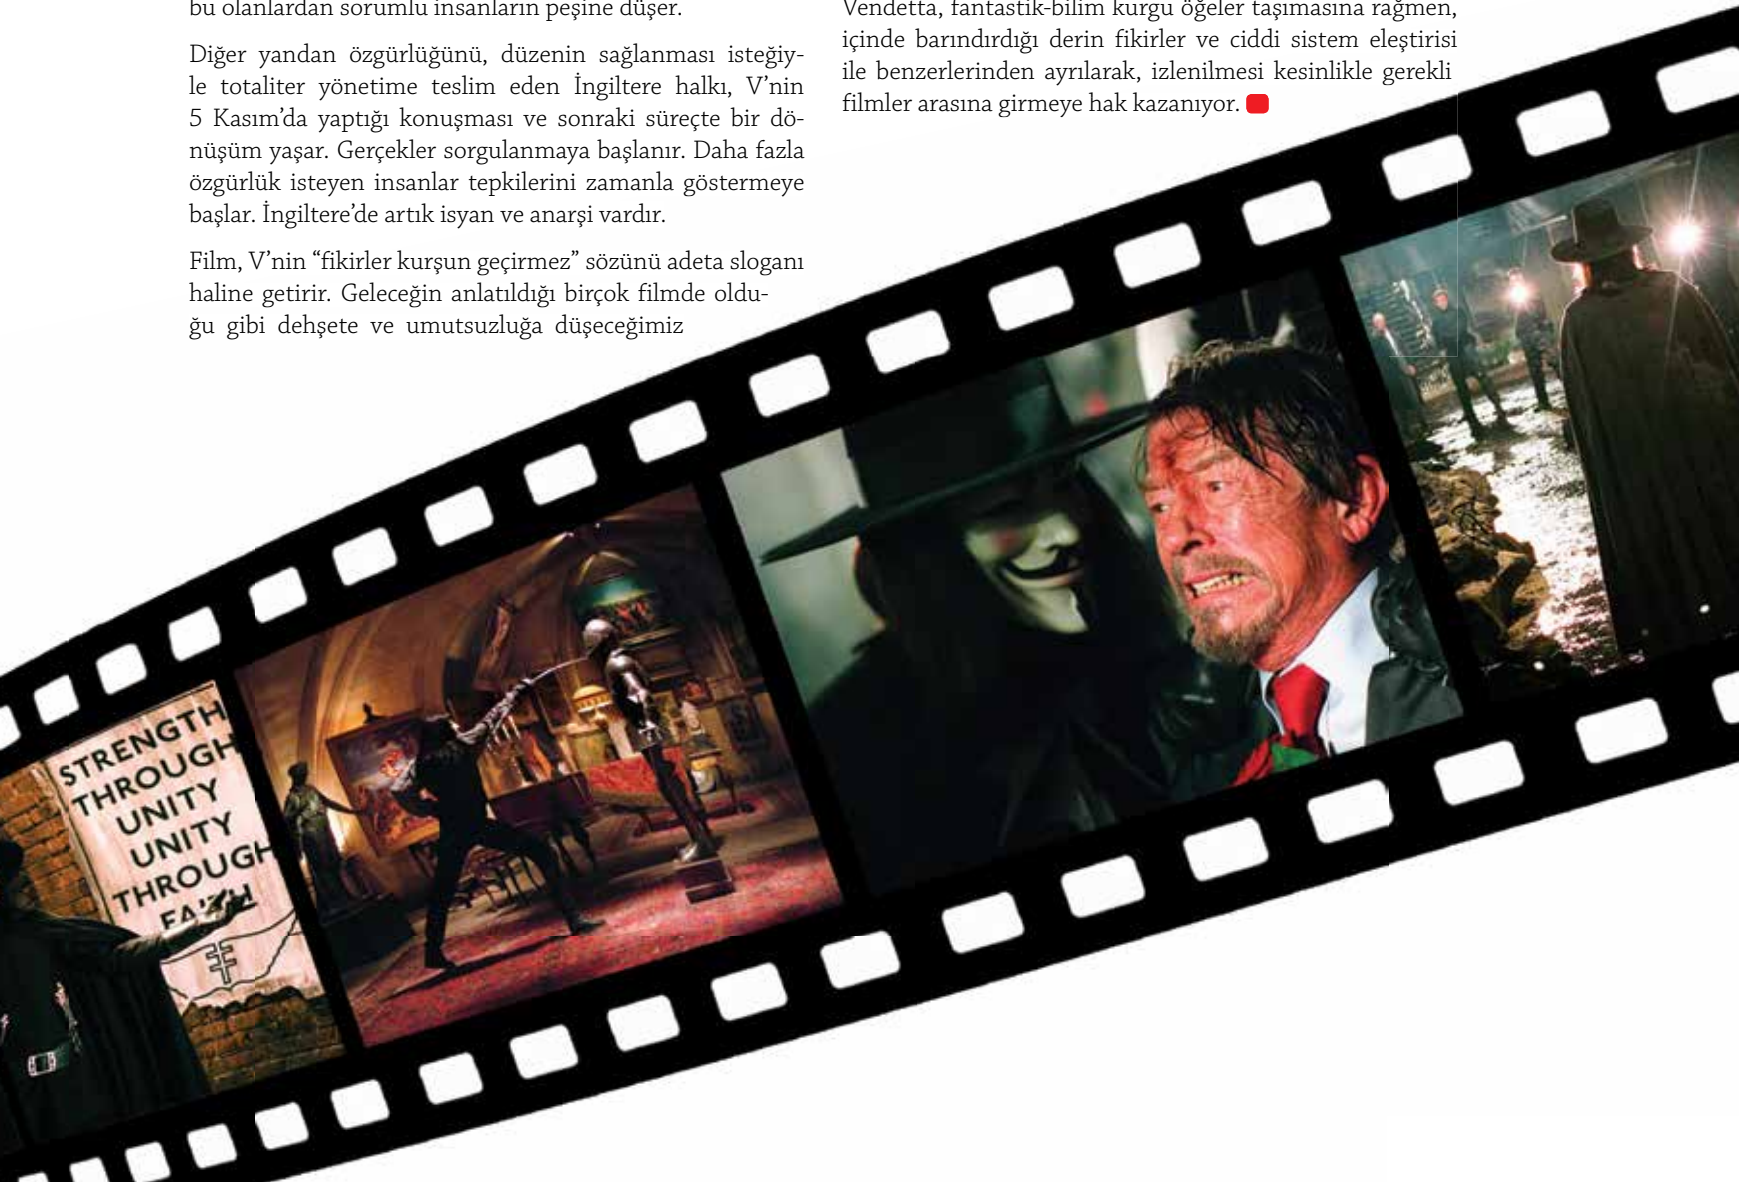 bu olanlardan sorumlu insanların peşine düşer.
Diğer yandan özgürlüğünü, düzenin sağlanması isteğiy-
le totaliter yönetime teslim eden İngiltere halkı, V’nin
5 Kasım’da yaptığı konuşması ve sonraki süreçte bir dö-
nüşüm yaşar. Gerçekler sorgulanmaya başlanır. Daha fazla
özgürlük isteyen insanlar tepkilerini zamanla göstermeye
başlar. İngiltere’de artık isyan ve anarşi vardır.
Film, V’nin “fikirler kurşun geçirmez” sözünü adeta sloganı
haline getirir. Geleceğin anlatıldığı birçok filmde oldu-
ğu gibi dehşete ve umutsuzluğa düşeceğimiz
Vendetta, fantastik-bilim kurgu öğeler taşımasına rağmen,
içinde barındırdığı derin fikirler ve ciddi sistem eleştirisi
ile benzerlerinden ayrılarak, izlenilmesi kesinlikle gerekli
filmler arasına girmeye hak kazanıyor.
STRENGTH
THROUGH
UNITY
UNITY
THROUGH
FAITH